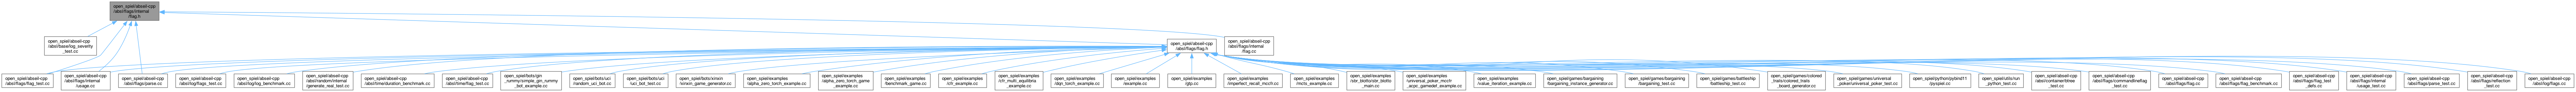 open_spiel/abseil-cpp
/absl/flags/internal
/flag.h
open_spiel/abseil-cpp
/absl/base/log_severity
_test.cc
open_spiel/abseil-cpp
/absl/flags/flag.h
open_spiel/abseil-cpp
/absl/flags/internal
/flag.cc
open_spiel/abseil-cpp
/absl/flags/flag_test.cc
open_spiel/abseil-cpp
/absl/flags/internal
/usage.cc
open_spiel/abseil-cpp
/absl/flags/parse.cc
open_spiel/abseil-cpp
/absl/log/flags_test.cc
open_spiel/abseil-cpp
/absl/log/log_benchmark.cc
open_spiel/abseil-cpp
/absl/random/internal
/generate_real_test.cc
open_spiel/abseil-cpp
/absl/time/duration_benchmark.cc
open_spiel/abseil-cpp
/absl/time/flag_test.cc
open_spiel/bots/gin
_rummy/simple_gin_rummy
_bot_example.cc
open_spiel/bots/uci
/random_uci_bot.cc
open_spiel/bots/uci
/uci_bot_test.cc
open_spiel/bots/xinxin
/xinxin_game_generator.cc
open_spiel/examples
/alpha_zero_torch_example.cc
open_spiel/examples
/alpha_zero_torch_game
_example.cc
open_spiel/examples
/benchmark_game.cc
open_spiel/examples
/cfr_example.cc
open_spiel/examples
/cfr_multi_equilibria
_example.cc
open_spiel/examples
/dqn_torch_example.cc
open_spiel/examples
/example.cc
open_spiel/examples
/gtp.cc
open_spiel/examples
/imperfect_recall_mccfr.cc
open_spiel/examples
/mcts_example.cc
open_spiel/examples
/sbr_blotto/sbr_blotto
_main.cc
open_spiel/examples
/universal_poker_mccfr
_acpc_gamedef_example.cc
open_spiel/examples
/value_iteration_example.cc
open_spiel/games/bargaining
/bargaining_instance_generator.cc
open_spiel/games/bargaining
/bargaining_test.cc
open_spiel/games/battleship
/battleship_test.cc
open_spiel/games/colored
_trails/colored_trails
_board_generator.cc
open_spiel/games/universal
_poker/universal_poker_test.cc
open_spiel/python/pybind11
/pyspiel.cc
open_spiel/utils/run
_python_test.cc
open_spiel/abseil-cpp
/absl/container/btree
_test.cc
open_spiel/abseil-cpp
/absl/flags/commandlineflag
_test.cc
open_spiel/abseil-cpp
/absl/flags/flag.cc
open_spiel/abseil-cpp
/absl/flags/flag_benchmark.cc
open_spiel/abseil-cpp
/absl/flags/flag_test
_defs.cc
open_spiel/abseil-cpp
/absl/flags/internal
/usage_test.cc
open_spiel/abseil-cpp
/absl/flags/parse_test.cc
open_spiel/abseil-cpp
/absl/flags/reflection
_test.cc
open_spiel/abseil-cpp
/absl/log/flags.cc